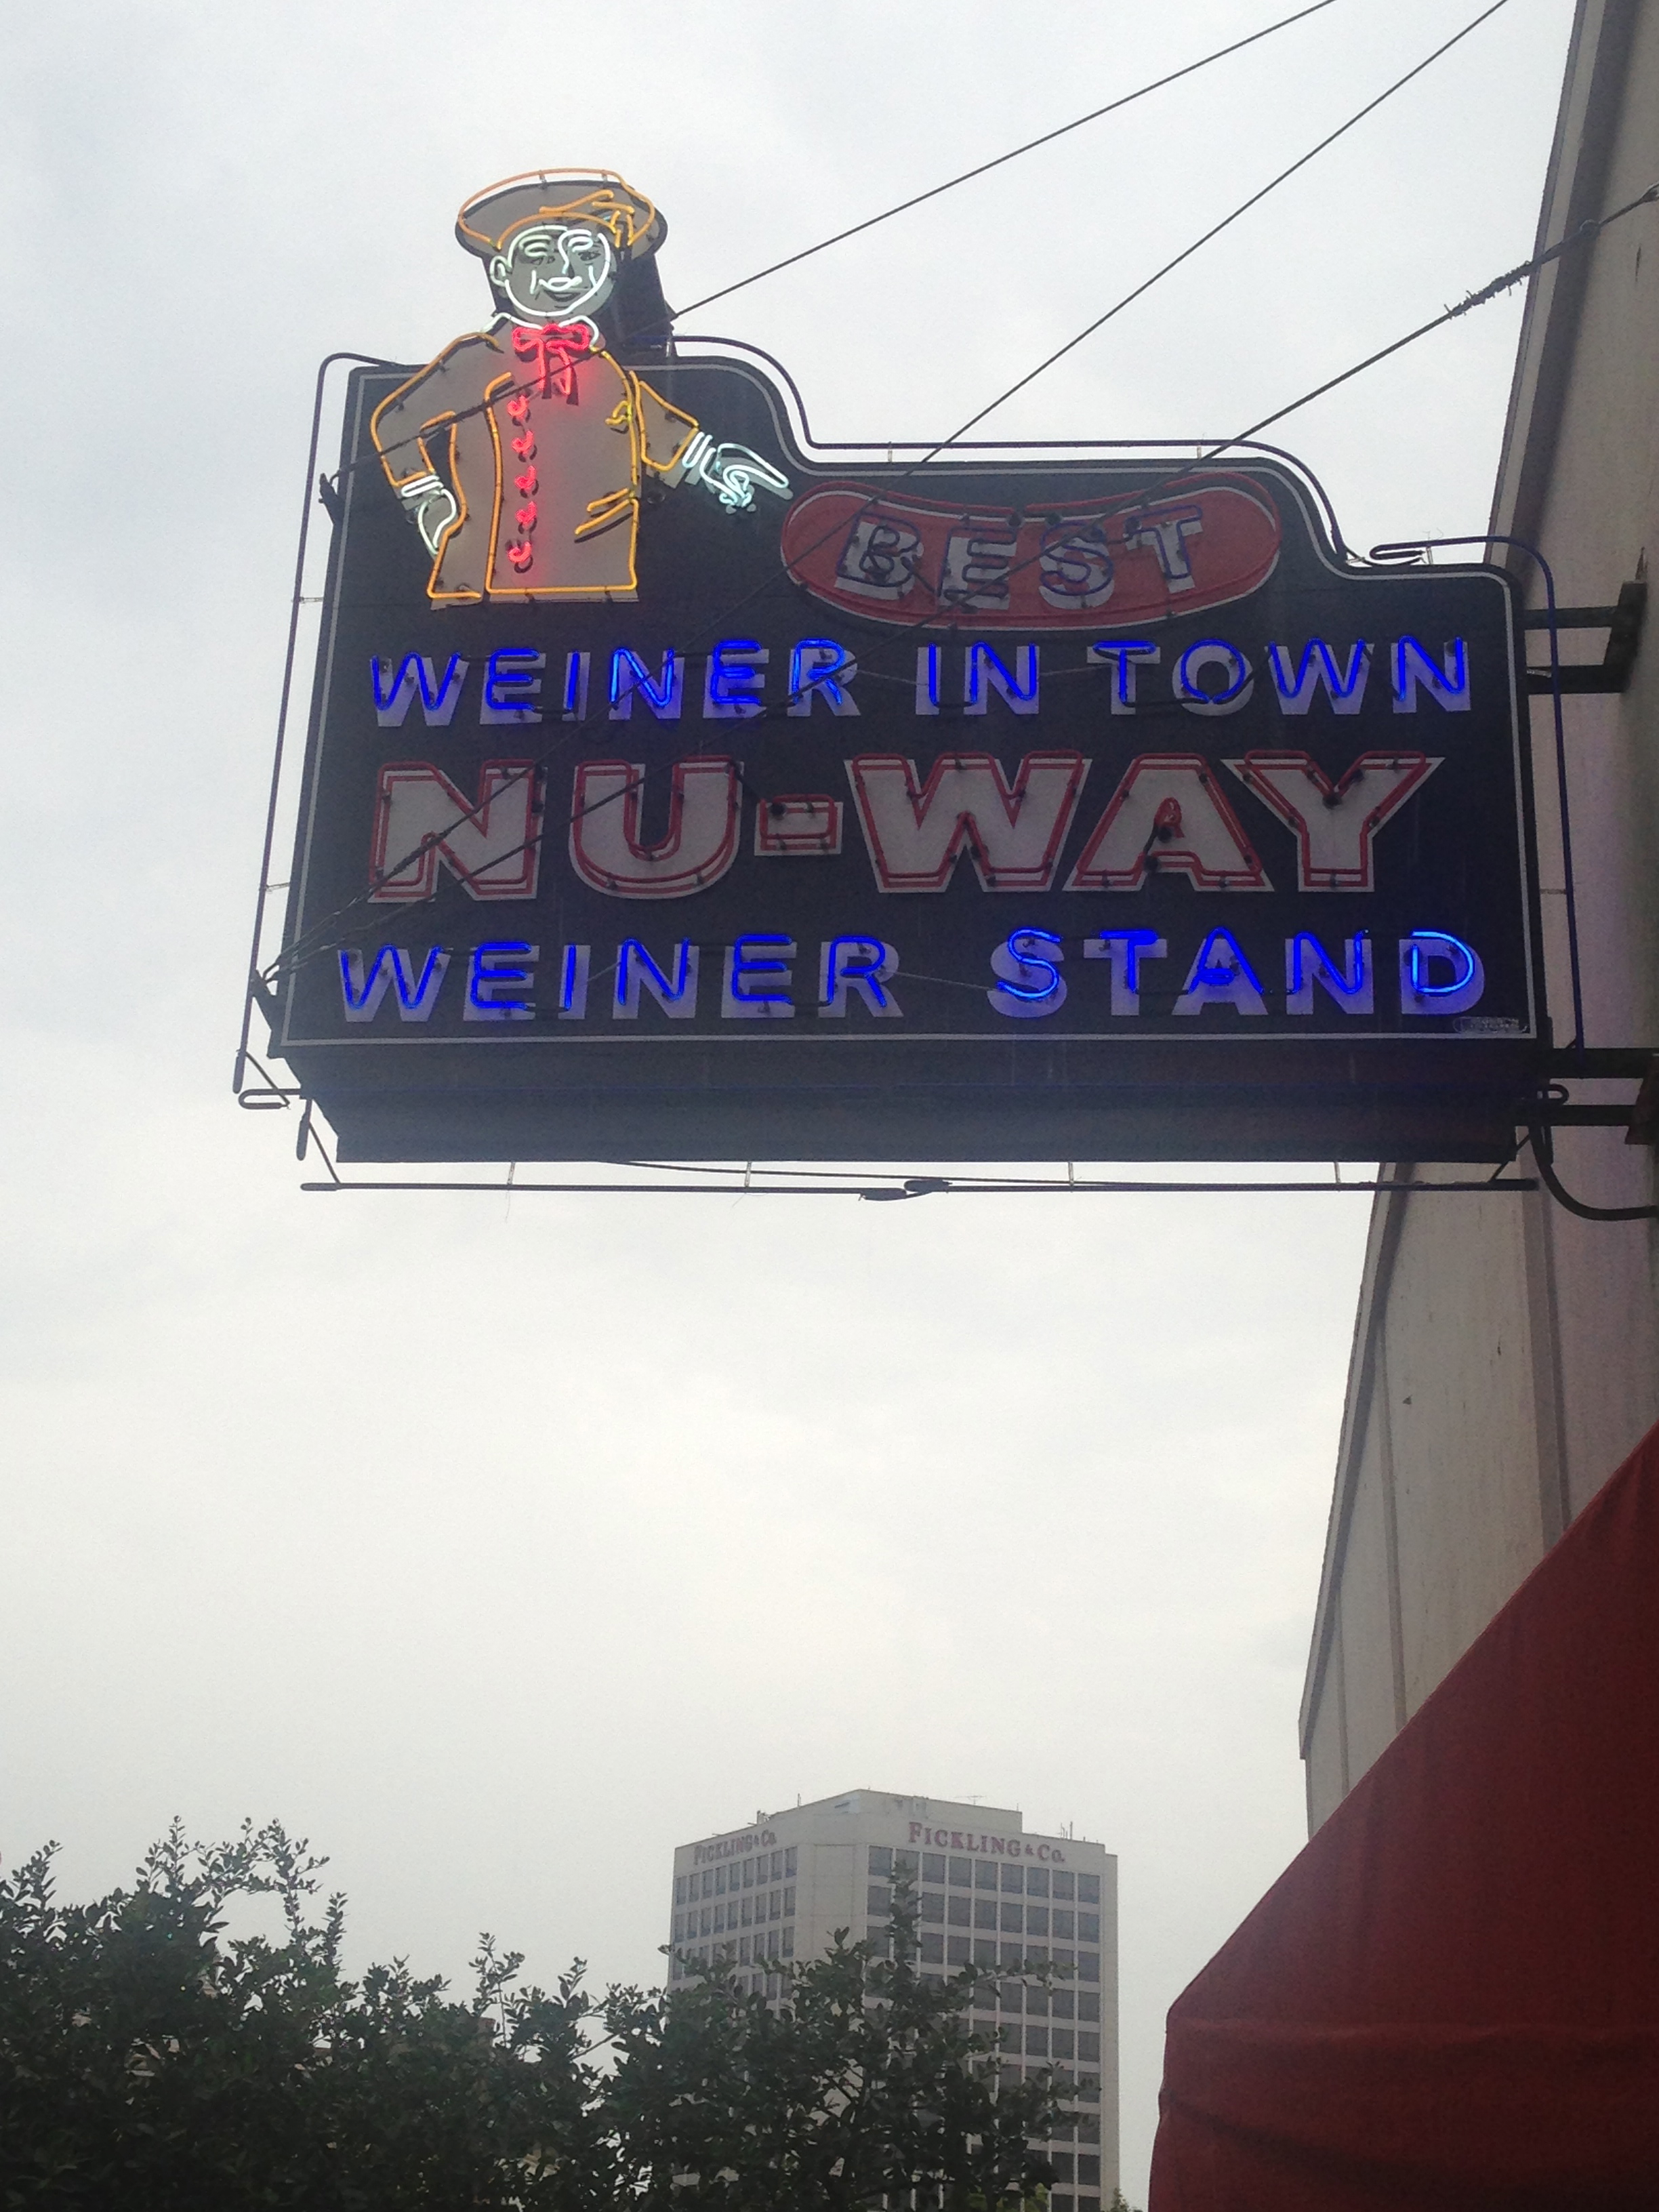 BEST
WEINER IN TOWN
NU-WAY
WEINER STAND
FICKLING & CO.
FICKLING & CO.